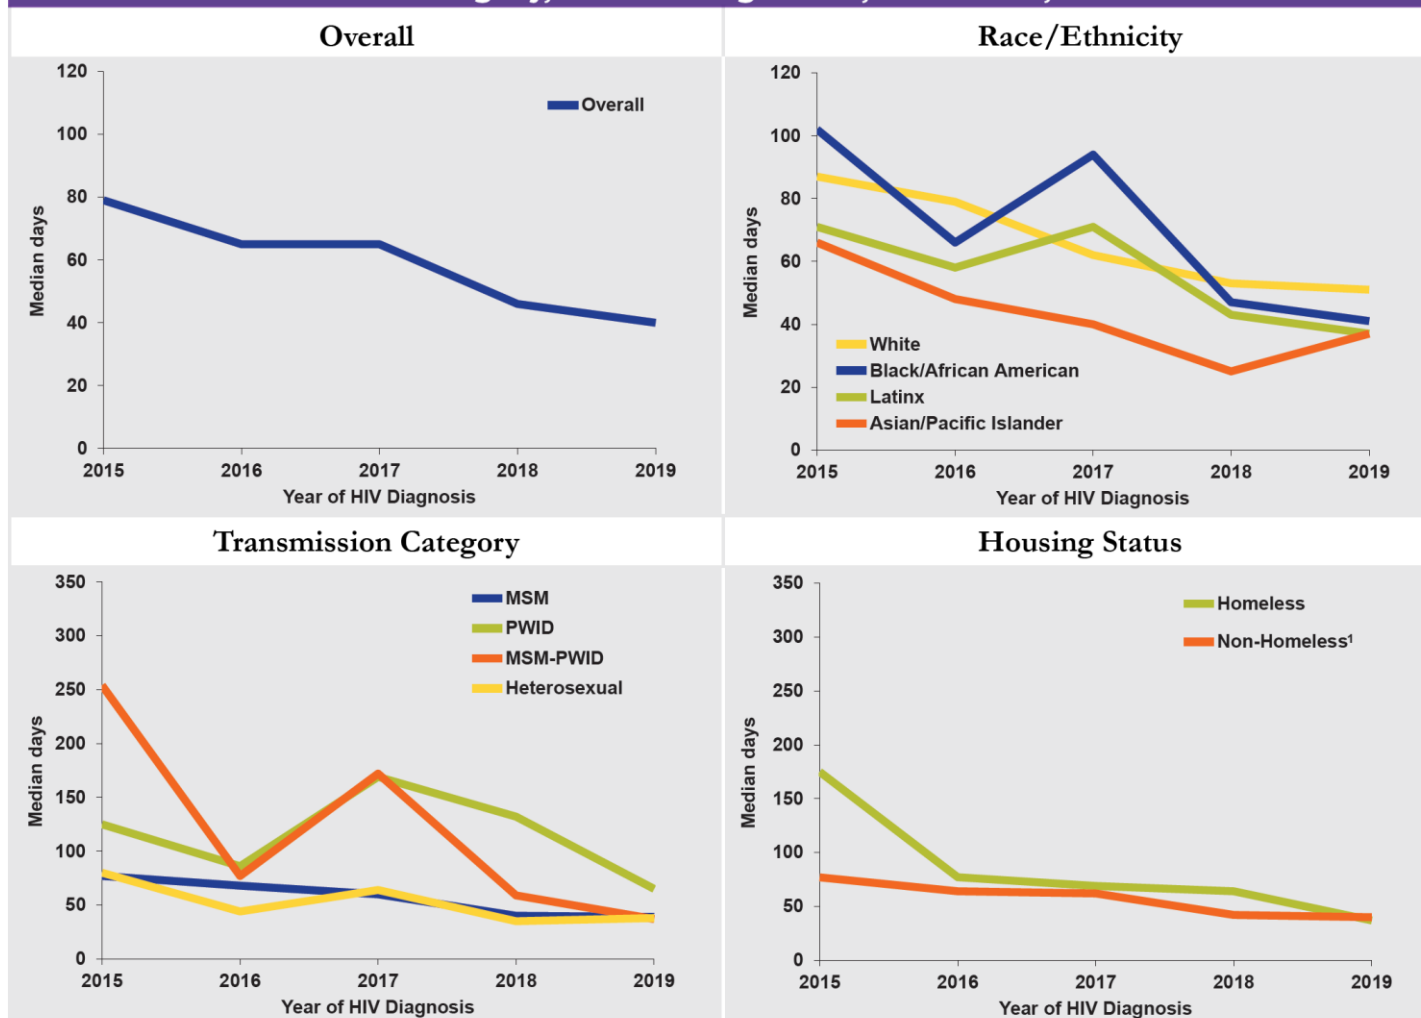 Overall
120
100
80
60
40
20
0
Median days
Overall
2015 2016 2017 2018 2019
Year of HIV Diagnosis
Race/Ethnicity
120
100
80
60
40
20
0
Median days
White
Black/African American
Latinx
Asian/Pacific Islander
2015 2016 2017 2018 2019
Year of HIV Diagnosis
Transmission Category
350
300
250
200
150
100
50
0
Median days
MSM
PWID
MSM-PWID
Heterosexual
2015 2016 2017 2018 2019
Year of HIV Diagnosis
Housing Status
350
300
250
200
150
100
50
0
Median days
Homeless
Non-Homeless¹
2015 2016 2017 2018 2019
Year of HIV Diagnosis